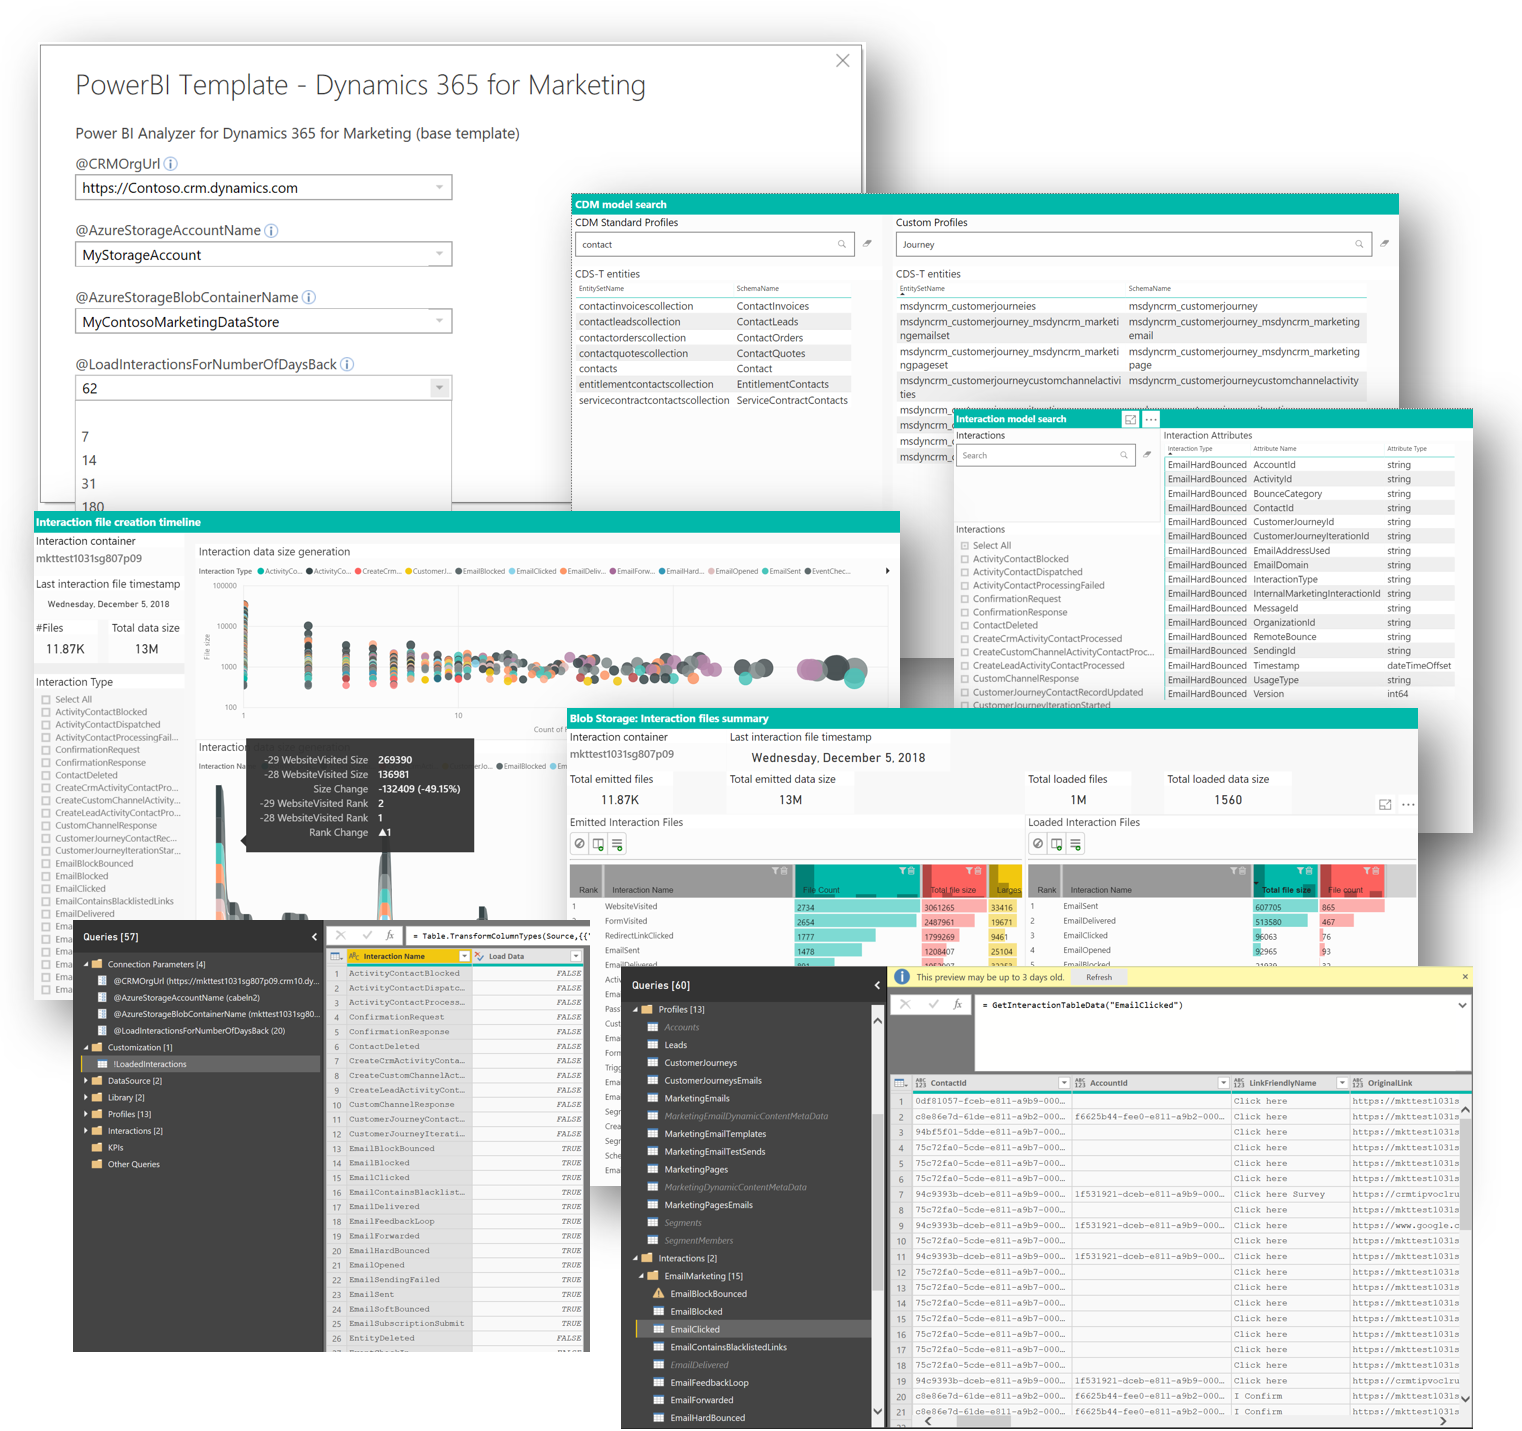 PowerBI Template - Dynamics 365 for Marketing
Power BI Analyzer for Dynamics 365 for Marketing (base template)
@CRMOrgUrl
https://Contoso.crm.dynamics.com
@AzureStorageAccountName
MyStorageAccount
@AzureStorageBlobContainerName
MyContosoMarketingDataStore
@LoadInteractionsForNumberOfDaysBack
62
7
14
31
180
CDM model search
CDM Standard Profiles
contact
CDS-T entities
EntitySetName SchemaName
contactinvoicescollection ContactInvoices
contactleadscollection ContactLeads
contactorderscollection ContactOrders
contactquotescollection ContactQuotes
contacts Contact
entitlementcontactscollection EntitlementContacts
servicecontractcontactscollection ServiceContractContacts
Custom Profiles
Journey
CDS-T entities
EntitySetName SchemaName
msdyncrm_customerjourneies msdyncrm_customerjourney
msdyncrm_customerjourney_msdyncrm_marketi msdyncrm_customerjourney_msdyncrm_marketing
ngemailset email
msdyncrm_customerjourney_msdyncrm_marketi msdyncrm_customerjourney_msdyncrm_marketing
ngpageset page
msdyncrm_customerjourneycustomchannelactivi msdyncrm_customerjourneycustomchannelactivity
ties
msdyncrm_
msdyncrm_c
msdyncrm_c
msdyncrm_c
Interaction model search
Interactions
Search
Interactions
Select All
ActivityContactBlocked
ActivityContactDispatched
ActivityContactProcessingFailed
ConfirmationRequest
ConfirmationResponse
ContactDeleted
CreateCrmActivityContactProcessed
CreateCustomChannelActivityContactProc...
CreateLeadActivityContactProcessed
CustomChannelResponse
CustomerJourneyContactRecordUpdated
CustomerJourneyIterationStarted
Interaction Attributes
Interaction Type Attribute Name Attribute Type
EmailHardBounced AccountId string
EmailHardBounced ActivityId string
EmailHardBounced BounceCategory string
EmailHardBounced ContactId string
EmailHardBounced CustomerJourneyId string
EmailHardBounced CustomerJourneyIterationId string
EmailHardBounced EmailAddressUsed string
EmailHardBounced EmailDomain string
EmailHardBounced InteractionType string
EmailHardBounced InternalMarketingInteractionId string
EmailHardBounced MessageId string
EmailHardBounced OrganizationId string
EmailHardBounced RemoteBounce string
EmailHardBounced SendingId string
EmailHardBounced Timestamp dateTimeOffset
EmailHardBounced UsageType string
EmailHardBounced Version int64
Interaction file creation timeline
Interaction container
mkttest1031sg807p09
Last interaction file timestamp
Wednesday, December 5, 2018
#Files Total data size
11.87K 13M
Interaction Type
Select All
ActivityContactBlocked
ActivityContactDispatched
ActivityContactProcessingFail...
ConfirmationRequest
ConfirmationResponse
ContactDeleted
CreateCrmActivityContactPro...
CreateCustomChannelActivity...
CreateLeadActivityContactPro...
CustomChannelResponse
CustomerJourneyContactRec...
CustomerJourneyIterationStar...
EmailBlockBounced
EmailBlocked
EmailClicked
EmailContainsBlacklistedLinks
EmailDelivered
Interaction data size generation
Interaction Type ActivityCo... ActivityCo... CreateCrm... CustomerJ... EmailBlocked EmailClicked EmailDeliv... EmailForw... EmailHard... EmailOpened EmailSent EventChec...
File size
100000
10000
1000
100
1 10
Count of
-29 WebsiteVisited Size 269390
-28 WebsiteVisited Size 136981
Size Change -132409 (-49.15%)
-29 WebsiteVisited Rank 2
-28 WebsiteVisited Rank 1
Rank Change ▲1
Blob Storage: Interaction files summary
Interaction container Last interaction file timestamp
mkttest1031sg807p09 Wednesday, December 5, 2018
Total emitted files Total emitted data size Total loaded files Total loaded data size
11.87K 13M 1M 1560
Emitted Interaction Files
Rank Interaction Name File Count Total file size Larges
1 WebsiteVisited 2734 3061265 33416
2 FormVisited 2654 2487961 19671
3 RedirectLinkClicked 1777 1799269 9461
4 EmailSent 1478 1208407 25104
5 EmailDelivered
Loaded Interaction Files
Rank Interaction Name Total file size File count
1 EmailSent 607705 865
2 EmailDelivered 513580 467
3 EmailClicked 96063 76
4 EmailOpened 92965 93
5 EmailBlocked
Queries [57]
Connection Parameters [4]
@CRMOrgUrl (https://mkttest1031sg807p09.crm10.dy...
@AzureStorageAccountName (cabeln2)
@AzureStorageBlobContainerName (mkttest1031sg80...
@LoadInteractionsForNumberOfDaysBack (20)
Customization [1]
!LoadedInteractions
DataSource [2]
Library [2]
Profiles [13]
Interactions [2]
KPIs
Other Queries
= Table.TransformColumnTypes(Source,{{"
Interaction Name Load Data
1 ActivityContactBlocked FALSE
2 ActivityContactDispatc... FALSE
3 ActivityContactProcess... FALSE
4 ConfirmationRequest FALSE
5 ConfirmationResponse FALSE
6 ContactDeleted FALSE
7 CreateCrmActivityConta... FALSE
8 CreateCustomChannelAct... FALSE
9 CreateLeadActivityCont... FALSE
10 CustomChannelResponse FALSE
11 CustomerJourneyContact... FALSE
12 CustomerJourneyIterati... FALSE
13 EmailBlockBounced TRUE
14 EmailBlocked TRUE
15 EmailClicked TRUE
16 EmailContainsBlacklist... TRUE
17 EmailDelivered TRUE
18 EmailFeedbackLoop TRUE
19 EmailForwarded TRUE
20 EmailHardBounced TRUE
21 EmailOpened TRUE
22 EmailSendingFailed TRUE
23 EmailSent TRUE
24 EmailSoftBounced TRUE
25 EmailSubscriptionSubmit TRUE
26 EntityDeleted FALSE
Queries [60]
Profiles [13]
Accounts
Leads
CustomerJourneys
CustomerJourneysEmails
MarketingEmails
MarketingEmailDynamicContentMetaData
MarketingEmailTemplates
MarketingEmailTestSends
MarketingPages
MarketingDynamicContentMetaData
MarketingPagesEmails
Segments
SegmentMembers
Interactions [2]
EmailMarketing [15]
EmailBlockBounced
EmailBlocked
EmailClicked
EmailContainsBlacklistedLinks
EmailDelivered
EmailFeedbackLoop
EmailForwarded
EmailHardBounced
This preview may be up to 3 days old. Refresh
= GetInteractionTableData("EmailClicked")
ContactId AccountId LinkFriendlyName OriginalLink
1 0df81057-fceb-e811-a9b9-000... Click here https://mkttest1031s
2 c8e86e7d-61de-e811-a9b2-000... f6625b44-fee0-e811-a9b2-000... Click here https://mkttest1031s
3 94bf5f01-5dde-e811-a9b7-000... Click here https://mkttest1031s
4 75c72fa0-5cde-e811-a9b7-000... Click here https://mkttest1031s
5 75c72fa0-5cde-e811-a9b7-000... Click here https://mkttest1031s
6 75c72fa0-5cde-e811-a9b7-000... Click here https://mkttest1031s
7 94c9393b-dceb-e811-a9b9-000... 1f531921-dceb-e811-a9b9-000... Click here Survey https://crmtipvoclru
8 75c72fa0-5cde-e811-a9b7-000... Click here https://mkttest1031s
9 94c9393b-dceb-e811-a9b9-000... 1f531921-dceb-e811-a9b9-000... Click here https://www.google.c
10 75c72fa0-5cde-e811-a9b7-000... Click here https://mkttest1031s
11 94c9393b-dceb-e811-a9b9-000... 1f531921-dceb-e811-a9b9-000... Click here https://mkttest1031s
12 75c72fa0-5cde-e811-a9b7-000... Click here https://mkttest1031s
13 75c72fa0-5cde-e811-a9b7-000... Click here https://mkttest1031s
14 75c72fa0-5cde-e811-a9b7-000... Click here https://mkttest1031s
15 75c72fa0-5cde-e811-a9b7-000... Click here https://mkttest1031s
16 75c72fa0-5cde-e811-a9b7-000... Click here https://mkttest1031s
17 75c72fa0-5cde-e811-a9b7-000... Click here https://mkttest1031s
18 75c72fa0-5cde-e811-a9b7-000... Click here https://mkttest1031s
19 94c9393b-dceb-e811-a9b9-000... 1f531921-dceb-e811-a9b9-000... Click here https://crmtipvoclru
20 c8e86e7d-61de-e811-a9b2-000... f6625b44-fee0-e811-a9b2-000... I Confirm https://mkttest1031s
21 c8e86e7d-61de-e811-a9b2-000... f6625b44-fee0-e811-a9b2-000... I Confirm https://mkttest1031s